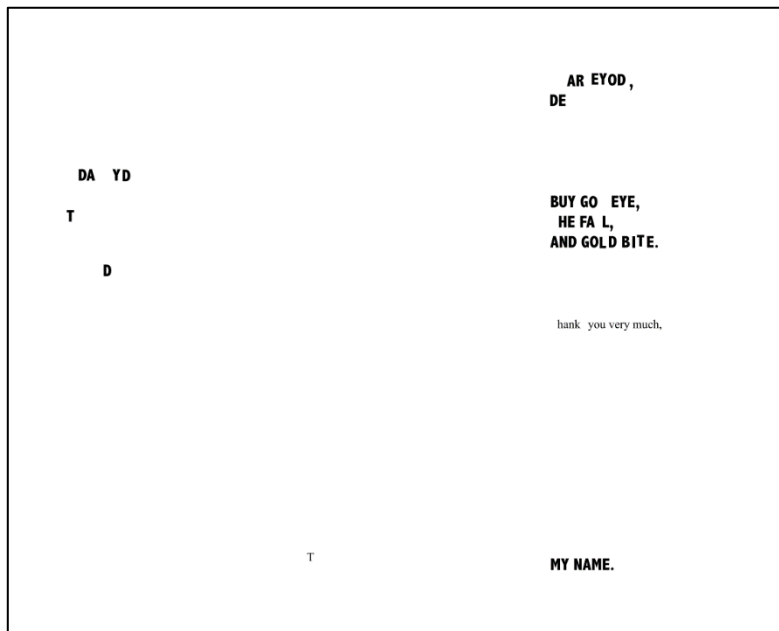 AR EYOD,
DE
DA YD
BUY GO EYE,
T
HE FA L,
AND GOLD BITE.
D
hank you very much,
T
MY NAME.